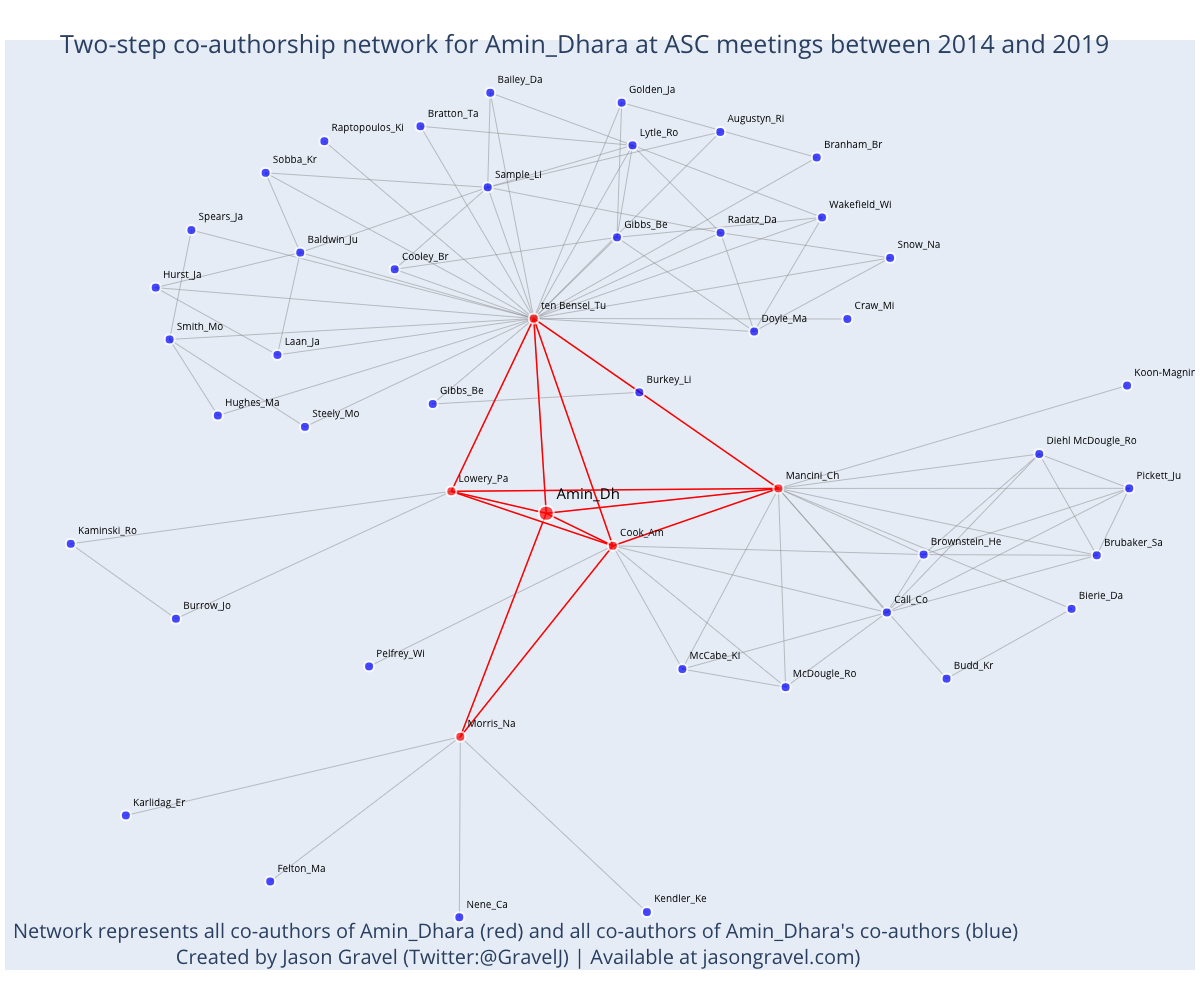 Two-step co-authorship network for Amin_Dhara at ASC meetings between 2014 and 2019
Bailey_Da
Golden_Ja
Bratton_Ta
Augustyn_Ri
Raptopoulos_Ki
Lytle_Ro
Branham_Br
Sobba_Kr
Sample_Li
Wakefield_Wi
Spears_Ja
Gibbs_Be
Radatz_Da
Baldwin_Ju
Snow_Na
Cooley_Br
Hurst_Ja
ten Bensel_Tu
Craw_Mi
Smith_Mo
Doyle_Ma
Laan_Ja
Koon-Magnin
Burkey_Li
Gibbs_Be
Hughes_Ma
Steely_Mo
Diehl McDougle_Ro
Lowery_Pa
Mancini_Ch
Pickett_Ju
Amin_Dh
Kaminski_Ro
Cook_Am
Brownstein_He
Brubaker_Sa
Burrow_Jo
Call_Co
Bierie_Da
Pelfrey_Wi
McCabe_Ki
McDougle_Ro
Budd_Kr
Morris_Na
Karlidag_Er
Felton_Ma
Nene_Ca
Kendler_Ke
Network represents all co-authors of Amin_Dhara (red) and all co-authors of Amin_Dhara's co-authors (blue)
Created by Jason Gravel (Twitter:@GravelJ) | Available at jasongravel.com)